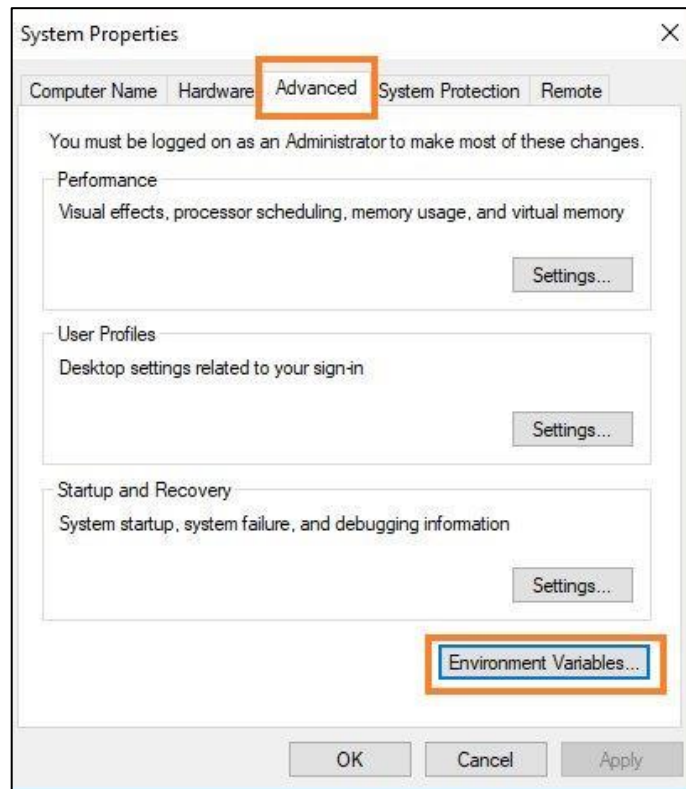 System Properties
Computer Name Hardware Advanced System Protection Remote
You must be logged on as an Administrator to make most of these changes.
Performance
Visual effects, processor scheduling, memory usage, and virtual memory
Settings...
User Profiles
Desktop settings related to your sign-in
Settings...
Startup and Recovery
System startup, system failure, and debugging information
Settings...
Environment Variables...
OK Cancel Apply